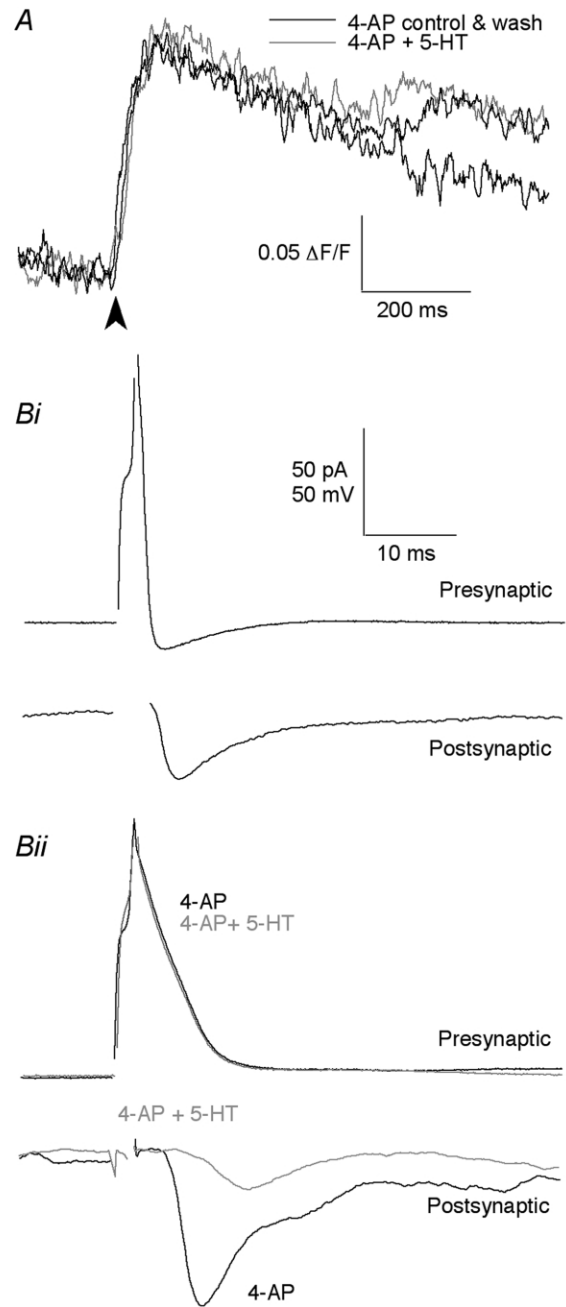 A
4-AP control & wash
4-AP + 5-HT
0.05 ΔF/F
200 ms
Bi
50 pA
50 mV
10 ms
Presynaptic
Postsynaptic
Bii
4-AP
4-AP+ 5-HT
Presynaptic
4-AP + 5-HT
Postsynaptic
4-AP